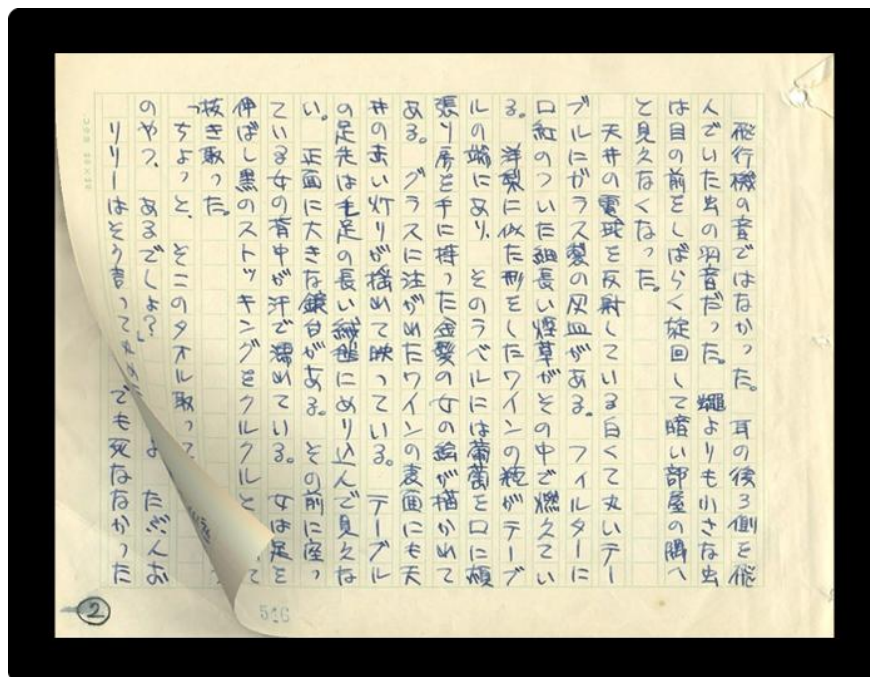 飛行機の音ではなかった。耳の後ろ側を飛
んでいた虫の羽音だった。蠅よりも小さな虫
は目の前をしばらく旋回して暗い部屋の隅へ
と見えなくなった。
天井の電球を反射している白くて丸いテー
ブルにガラス製の灰皿がある。フィルターに
口紅のついた細長い煙草がその中で燃えてい
る。洋梨に似た形をしたワインの瓶がテーブ
ルの端にあり、そのラベルには葡萄を口に頬
張り房を手に持った金髪の女の絵が描かれて
ある。グラスに注がれたワインの表面にも天
井の赤い灯りが揺れて映っている。テーブル
の足先は毛足の長い絨毯にめり込んで見えな
い。正面に大きな鏡台がある。その前に座っ
ている女の背中が汗で濡れている。女は足を
伸ばし黒のストッキングをクルクルと て
抜き取った。
「ちょっと、そこのタオル取って
のやつ、あるでしょ?」 よ たぶんお
リリーはそう言って丸め でも死ななかった
546
②